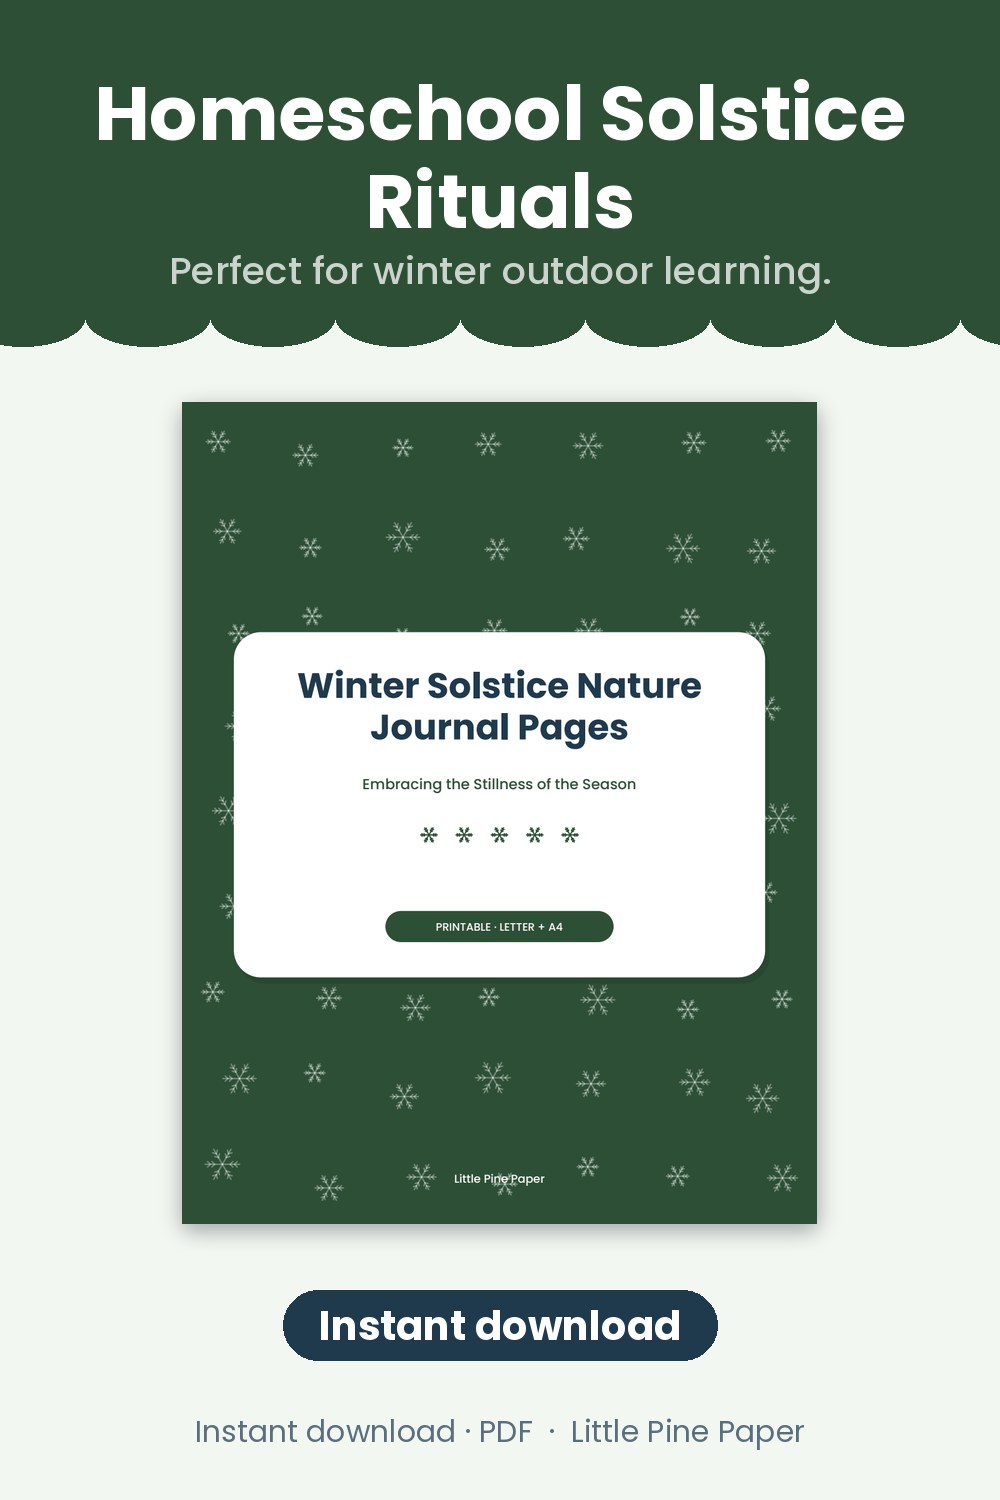 Homeschool Solstice
Rituals
Perfect for winter outdoor learning.
Winter Solstice Nature
Journal Pages
Embracing the Stillness of the Season
PRINTABLE · LETTER + A4
Little Pine Paper
Instant download
Instant download · PDF · Little Pine Paper